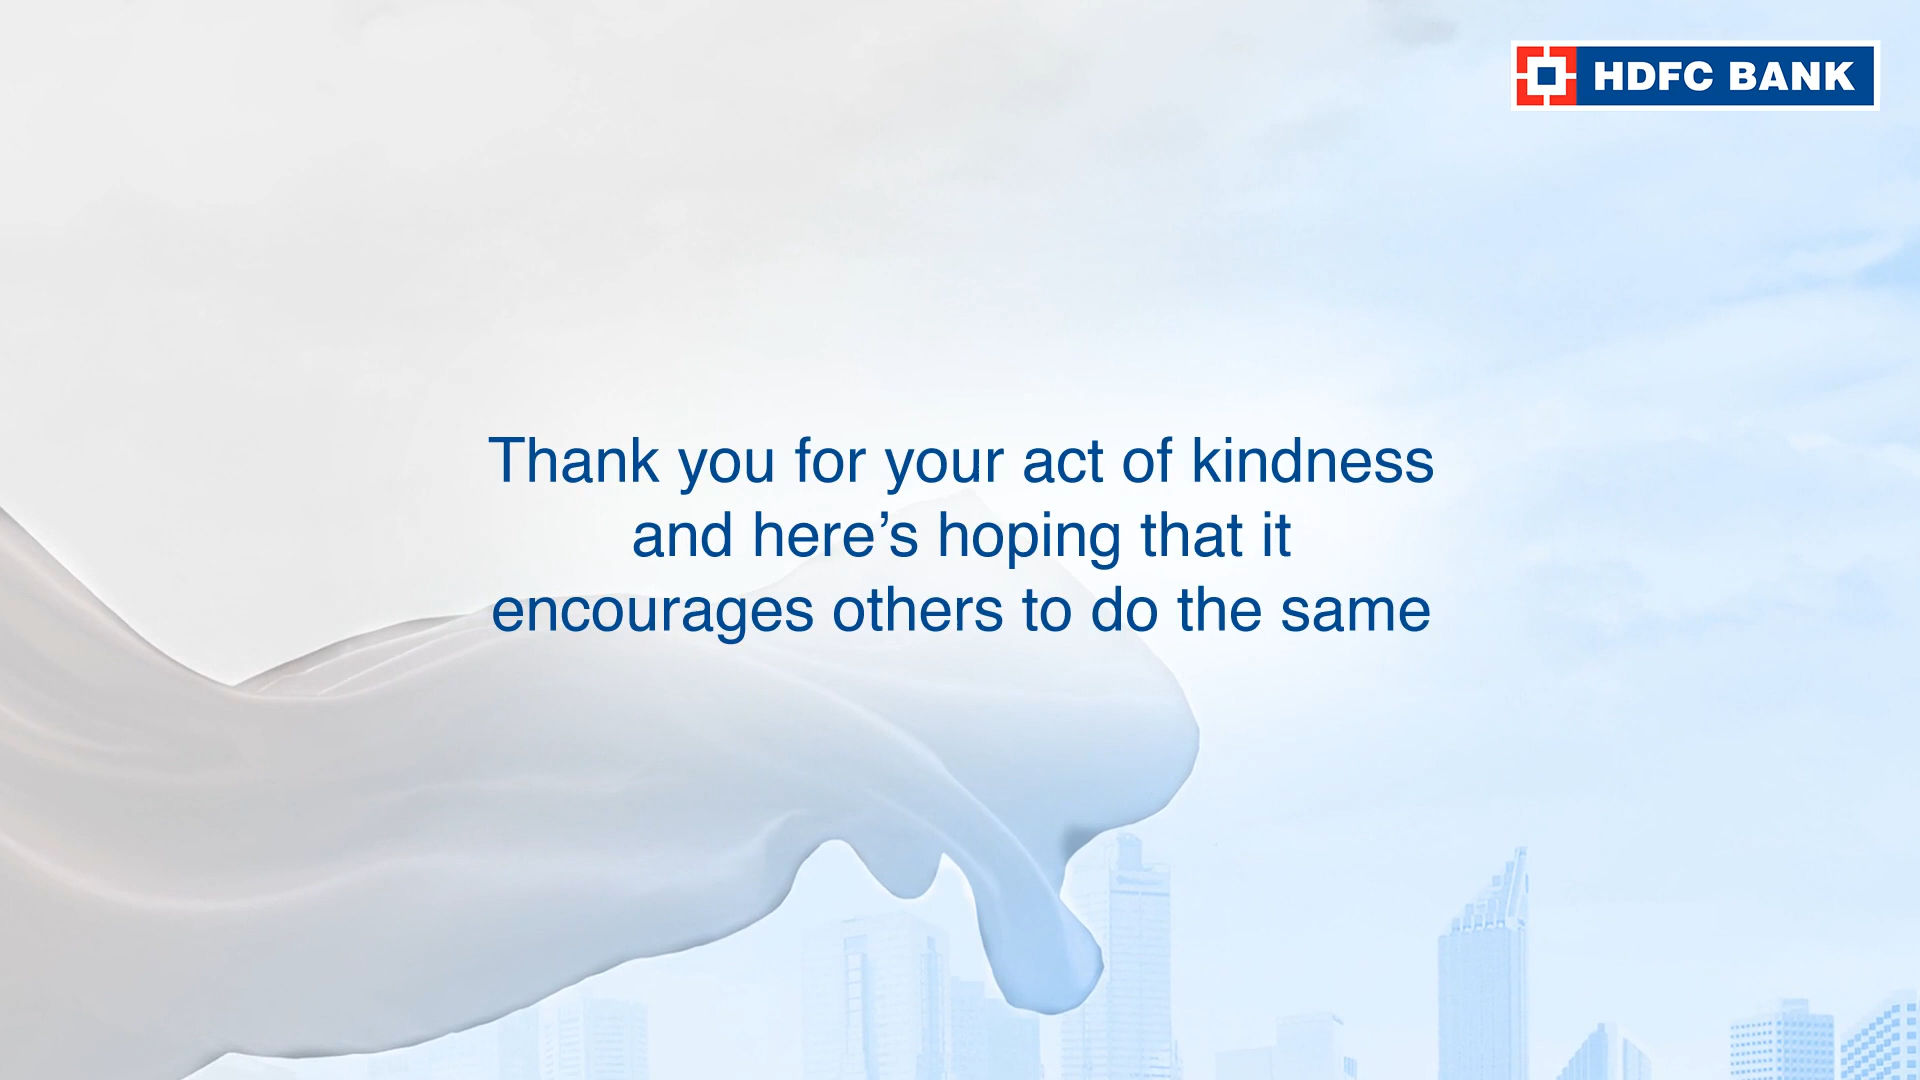 HDFC BANK
Thank you for your act of kindness
and here’s hoping that it
encourages others to do the same